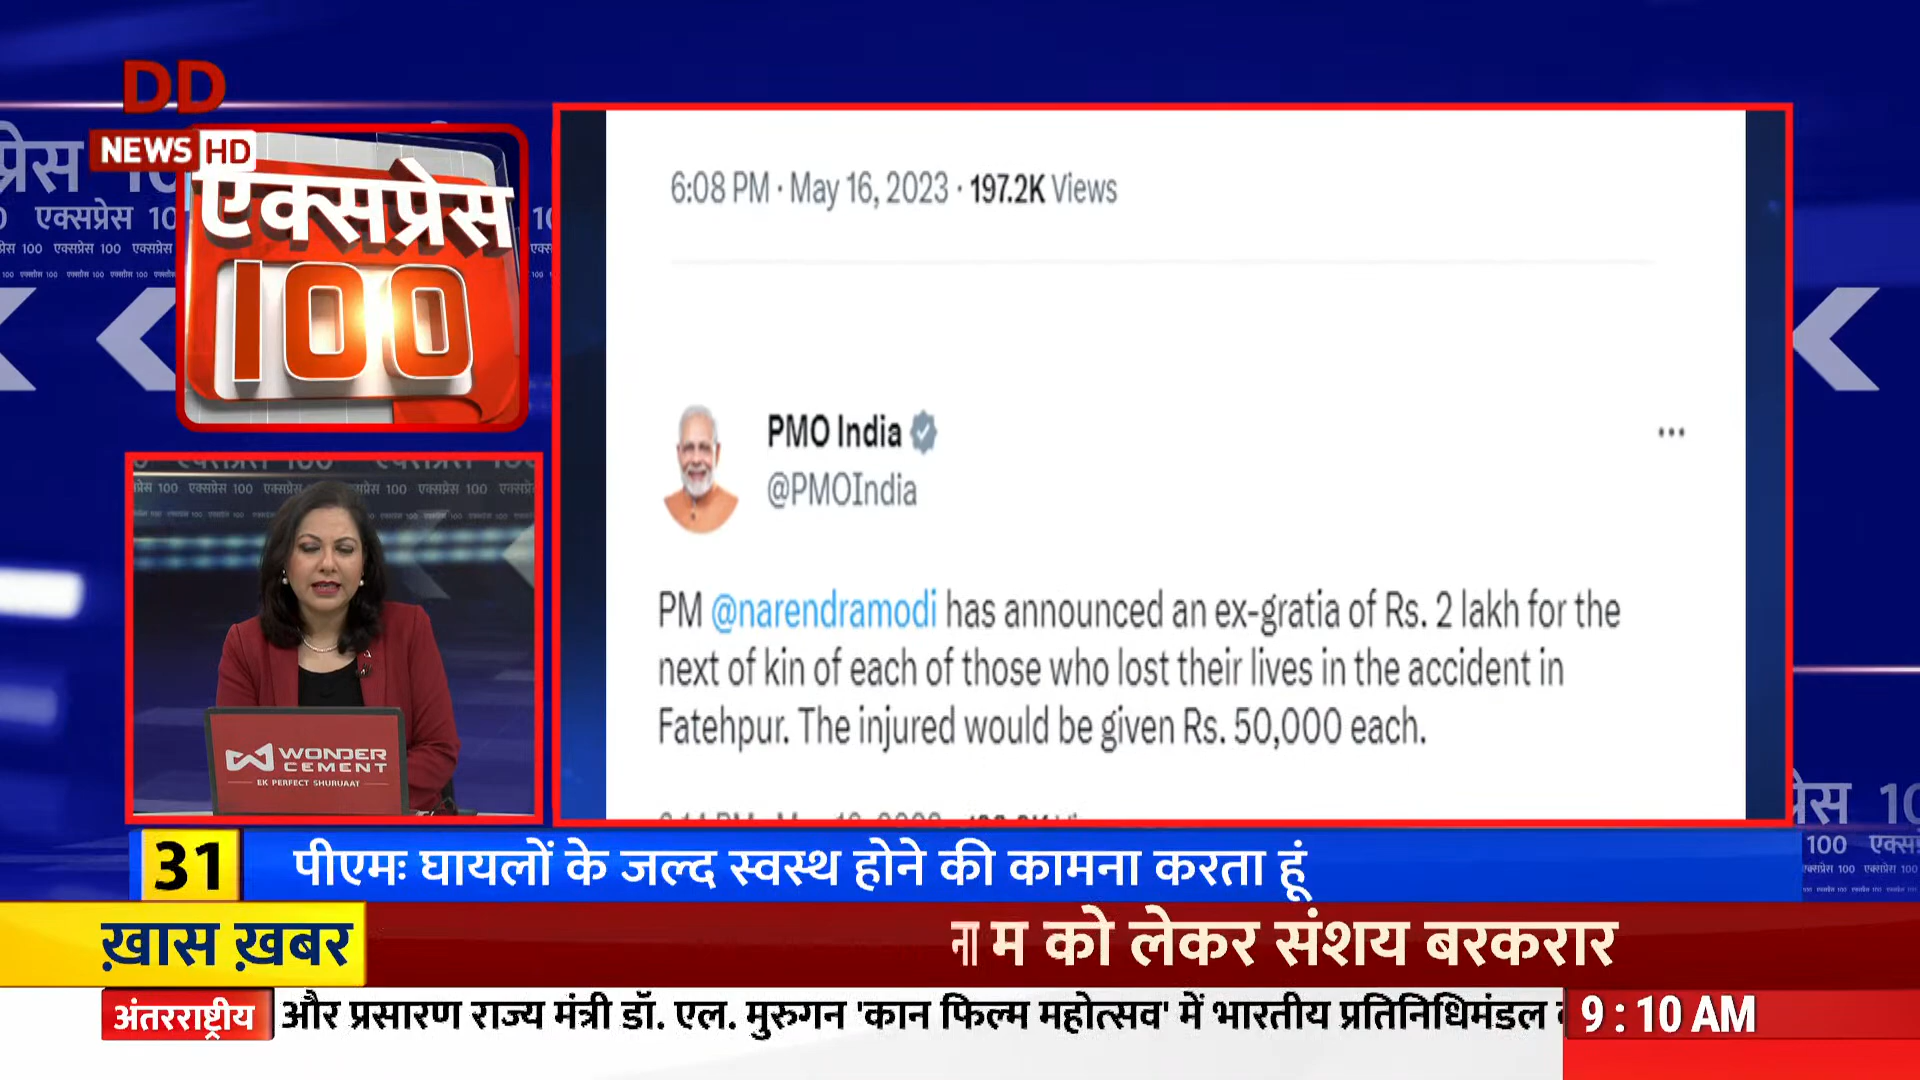 DD
NEWS HD
एक्सप्रेस
100
6:08 PM · May 16, 2023 · 197.2K Views
PMO India
@PMOIndia
PM @narendramodi has announced an ex-gratia of Rs. 2 lakh for the
next of kin of each of those who lost their lives in the accident in
Fatehpur. The injured would be given Rs. 50,000 each.
WONDER
CEMENT
EK PERFECT SHURUAAT
31 पीएमः घायलों के जल्द स्वस्थ होने की कामना करता हूं
ख़ास ख़बर
नाम को लेकर संशय बरकरार
अंतरराष्ट्रीय और प्रसारण राज्य मंत्री डॉ. एल. मुरुगन 'कान फिल्म महोत्सव' में भारतीय प्रतिनिधिमंडल
9 : 10 AM